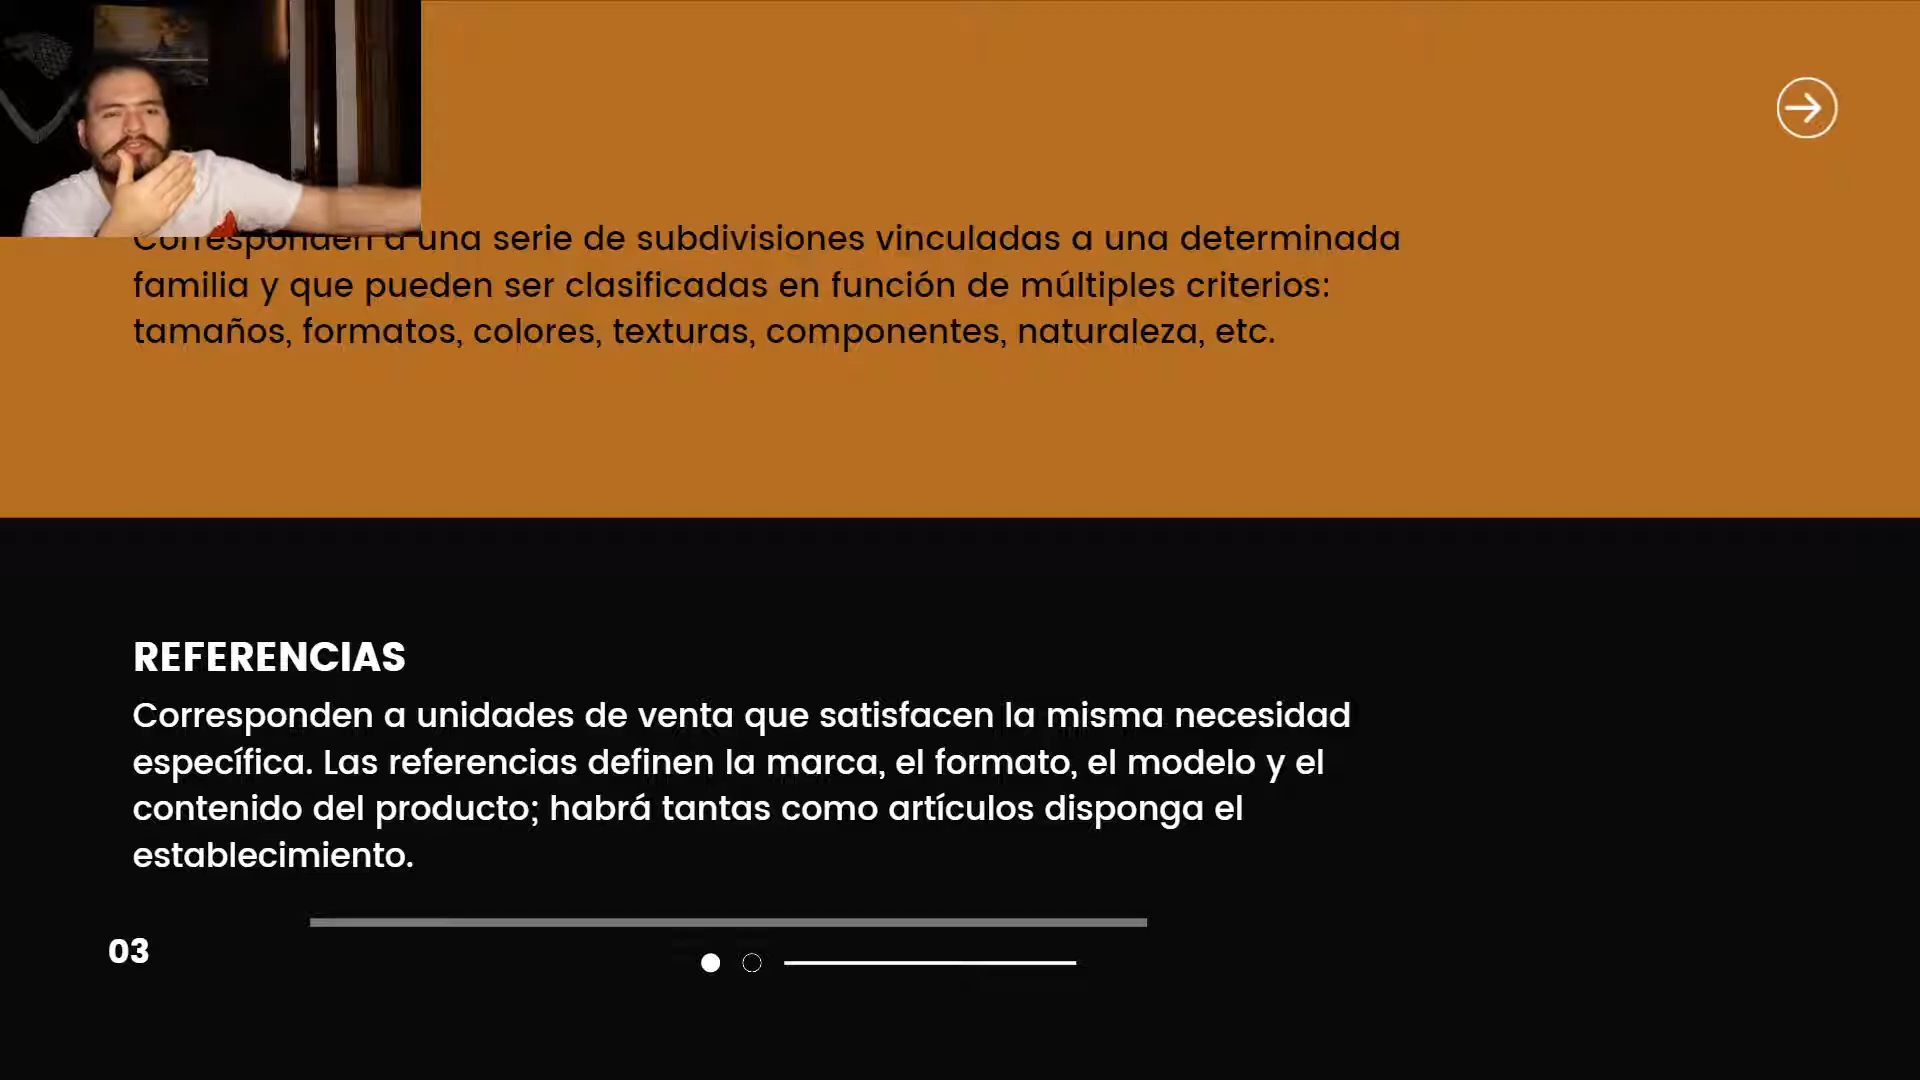 Corresponden a una serie de subdivisiones vinculadas a una determinada
familia y que pueden ser clasificadas en función de múltiples criterios:
tamaños, formatos, colores, texturas, componentes, naturaleza, etc.
REFERENCIAS
Corresponden a unidades de venta que satisfacen la misma necesidad
específica. Las referencias definen la marca, el formato, el modelo y el
contenido del producto; habrá tantas como artículos disponga el
establecimiento.
03